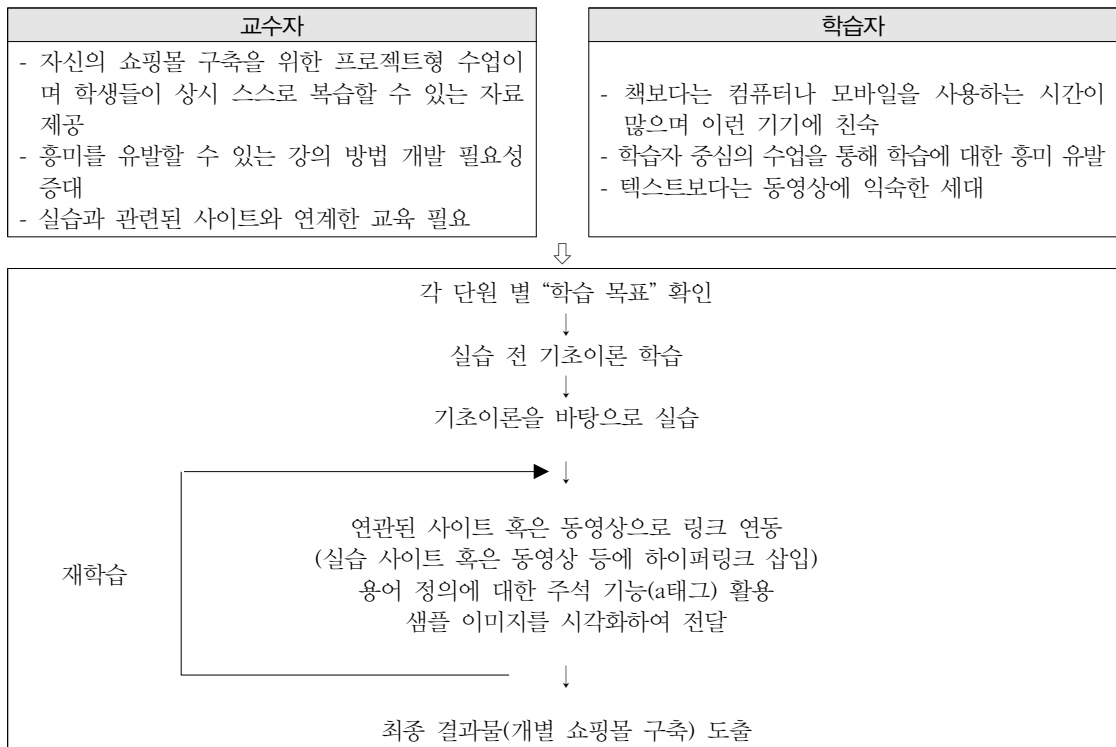 교수자
- 자신의 쇼핑몰 구축을 위한 프로젝트형 수업이
며 학생들이 상시 스스로 복습할 수 있는 자료
제공
- 흥미를 유발할 수 있는 강의 방법 개발 필요성
증대
- 실습과 관련된 사이트와 연계한 교육 필요
학습자
- 책보다는 컴퓨터나 모바일을 사용하는 시간이
많으며 이런 기기에 친숙
- 학습자 중심의 수업을 통해 학습에 대한 흥미 유발
- 텍스트보다는 동영상에 익숙한 세대
각 단원 별 “학습 목표” 확인
실습 전 기초이론 학습
기초이론을 바탕으로 실습
연관된 사이트 혹은 동영상으로 링크 연동
(실습 사이트 혹은 동영상 등에 하이퍼링크 삽입)
재학습
용어 정의에 대한 주석 기능(a태그) 활용
샘플 이미지를 시각화하여 전달
최종 결과물(개별 쇼핑몰 구축) 도출